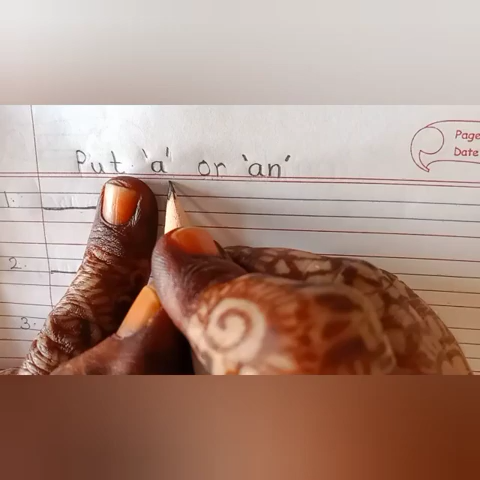 Put 'a' or 'an'
Page
Date
1.
2.
3.